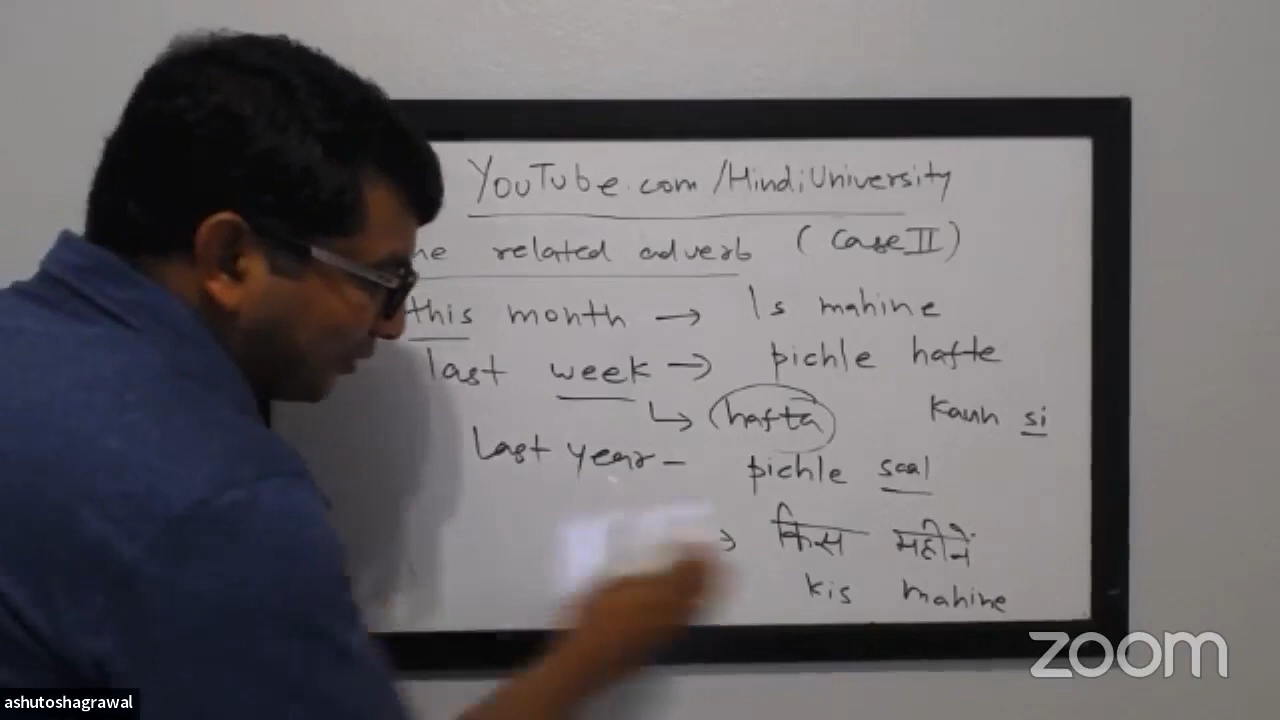 YouTube.com/HindiUniversity
related adverb (Case II)
this month → Is mahine
last week → pichle hafte
↳ hafta Kaun si
Last year - pichle saal
→ किस महीने
kis mahine
zoom
ashutoshagrawal